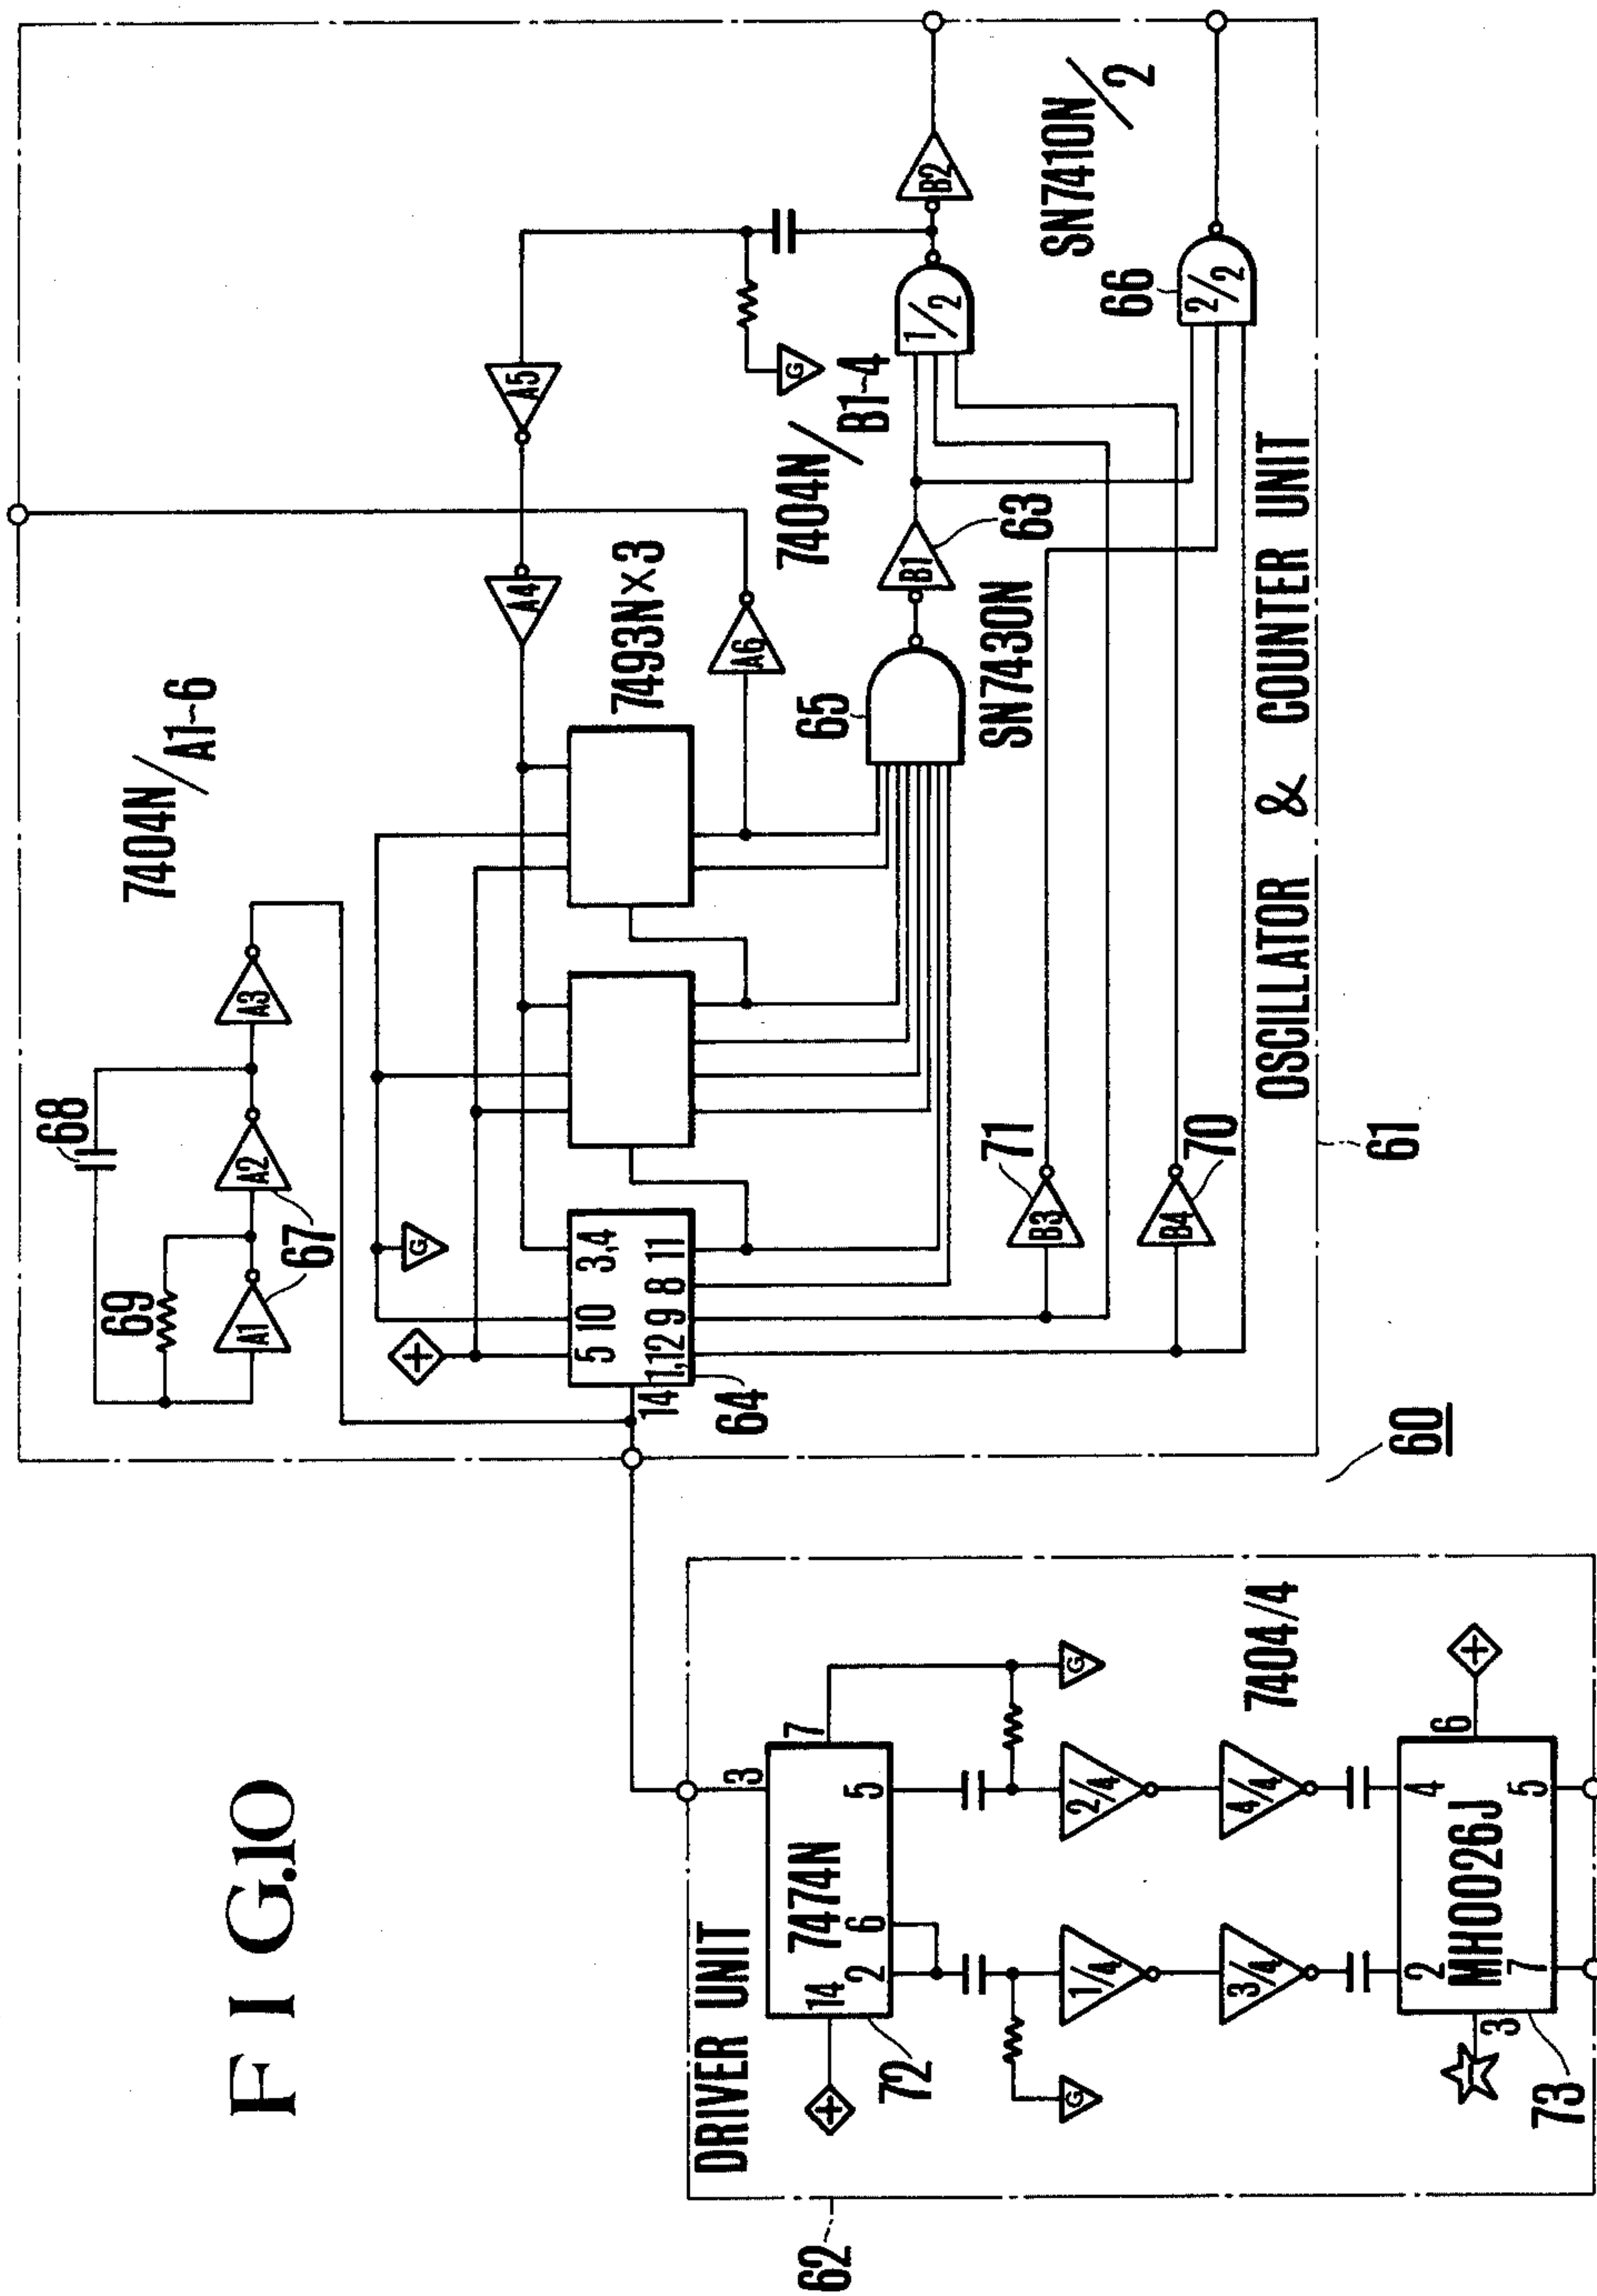 FIG.10
DRIVER UNIT
62
14
3
7
7474N
2
6
5
72
G
G
1/4
2/4
3/4
4/4
7404/4
2
4
6
MH0026J
3
7
5
73
60
68
69
67
A1
A2
A3
7404N/A1-6
G
5
10
3,4
14
1,12
9
8
11
64
7493N×3
A4
A5
A6
G
65
SN7430N
B1
63
7404N/B1-4
1/2
B2
SN7410N/2
66
2/2
B3
71
B4
70
OSCILLATOR & COUNTER UNIT
61